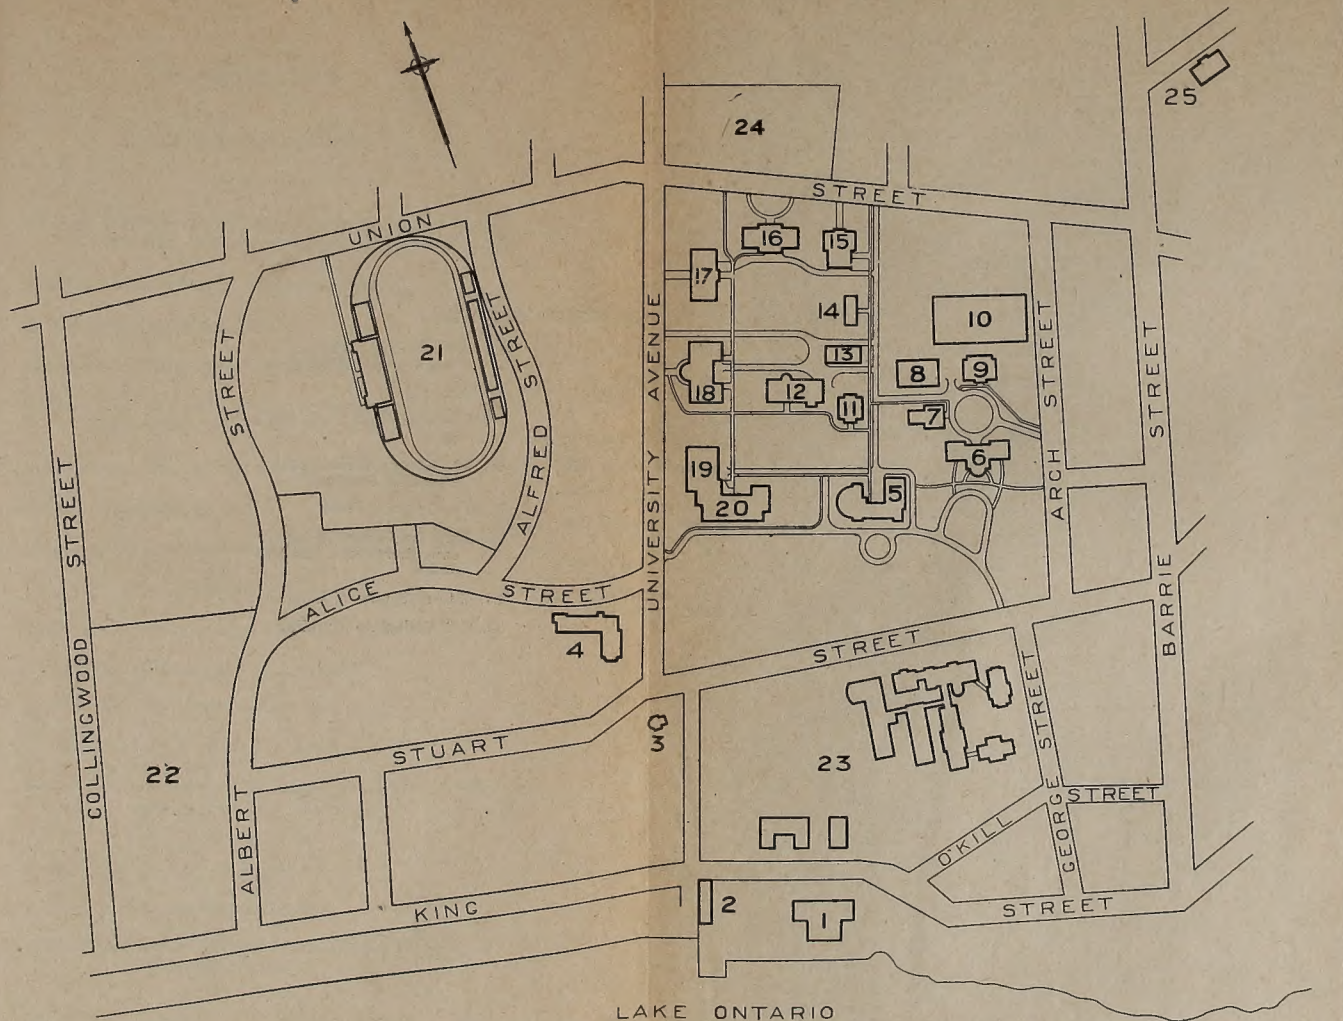 24
25
UNION
STREET
16
15
17
14
10
13
21
8
9
12
18
11
7
6
19
20
5
STREET
STREET
ALFRED STREET
UNIVERSITY AVENUE
ARCH STREET
STREET
BARRIE
COLLINGWOOD
ALICE
STREET
4
STREET
STUART
3
23
22
ALBERT
GEORGE STREET
O'KILL
STREET
KING
2
1
STREET
LAKE ONTARIO